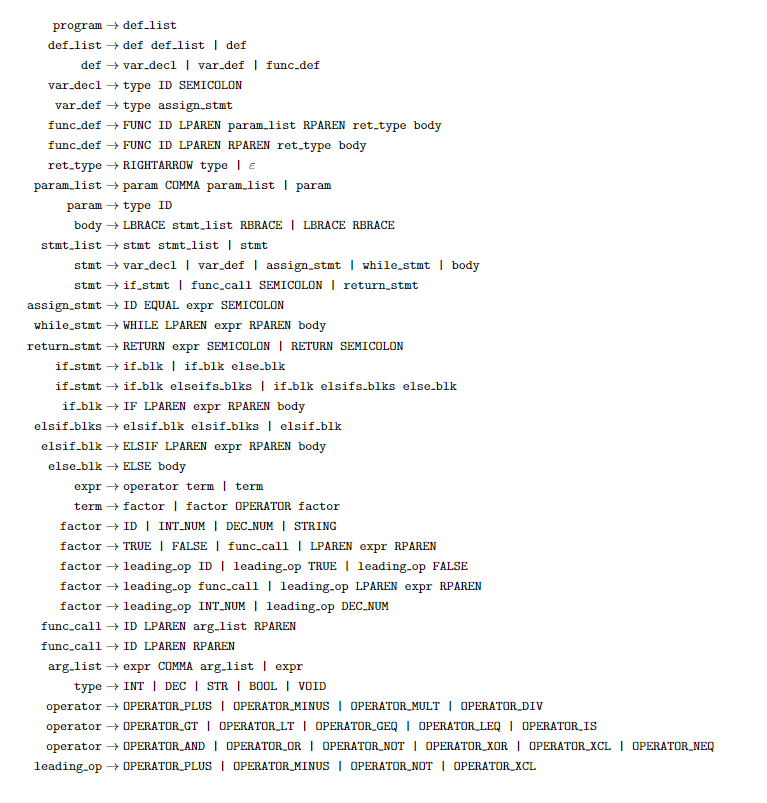 program → def_list
def_list → def def_list | def
def → var_decl | var_def | func_def
var_decl → type ID SEMICOLON
var_def → type assign_stmt
func_def → FUNC ID LPAREN param_list RPAREN ret_type body
func_def → FUNC ID LPAREN RPAREN ret_type body
ret_type → RIGHTARROW type | ε
param_list → param COMMA param_list | param
param → type ID
body → LBRACE stmt_list RBRACE | LBRACE RBRACE
stmt_list → stmt stmt_list | stmt
stmt → var_decl | var_def | assign_stmt | while_stmt | body
stmt → if_stmt | func_call SEMICOLON | return_stmt
assign_stmt → ID EQUAL expr SEMICOLON
while_stmt → WHILE LPAREN expr RPAREN body
return_stmt → RETURN expr SEMICOLON | RETURN SEMICOLON
if_stmt → if_blk | if_blk else_blk
if_stmt → if_blk elseifs_blks | if_blk elsifs_blks else_blk
if_blk → IF LPAREN expr RPAREN body
elsif_blks → elsif_blk elsif_blks | elsif_blk
elsif_blk → ELSIF LPAREN expr RPAREN body
else_blk → ELSE body
expr → operator term | term
term → factor | factor OPERATOR factor
factor → ID | INT_NUM | DEC_NUM | STRING
factor → TRUE | FALSE | func_call | LPAREN expr RPAREN
factor → leading_op ID | leading_op TRUE | leading_op FALSE
factor → leading_op func_call | leading_op LPAREN expr RPAREN
factor → leading_op INT_NUM | leading_op DEC_NUM
func_call → ID LPAREN arg_list RPAREN
func_call → ID LPAREN RPAREN
arg_list → expr COMMA arg_list | expr
type → INT | DEC | STR | BOOL | VOID
operator → OPERATOR_PLUS | OPERATOR_MINUS | OPERATOR_MULT | OPERATOR_DIV
operator → OPERATOR_GT | OPERATOR_LT | OPERATOR_GEQ | OPERATOR_LEQ | OPERATOR_IS
operator → OPERATOR_AND | OPERATOR_OR | OPERATOR_NOT | OPERATOR_XOR | OPERATOR_XCL | OPERATOR_NEQ
leading_op → OPERATOR_PLUS | OPERATOR_MINUS | OPERATOR_NOT | OPERATOR_XCL